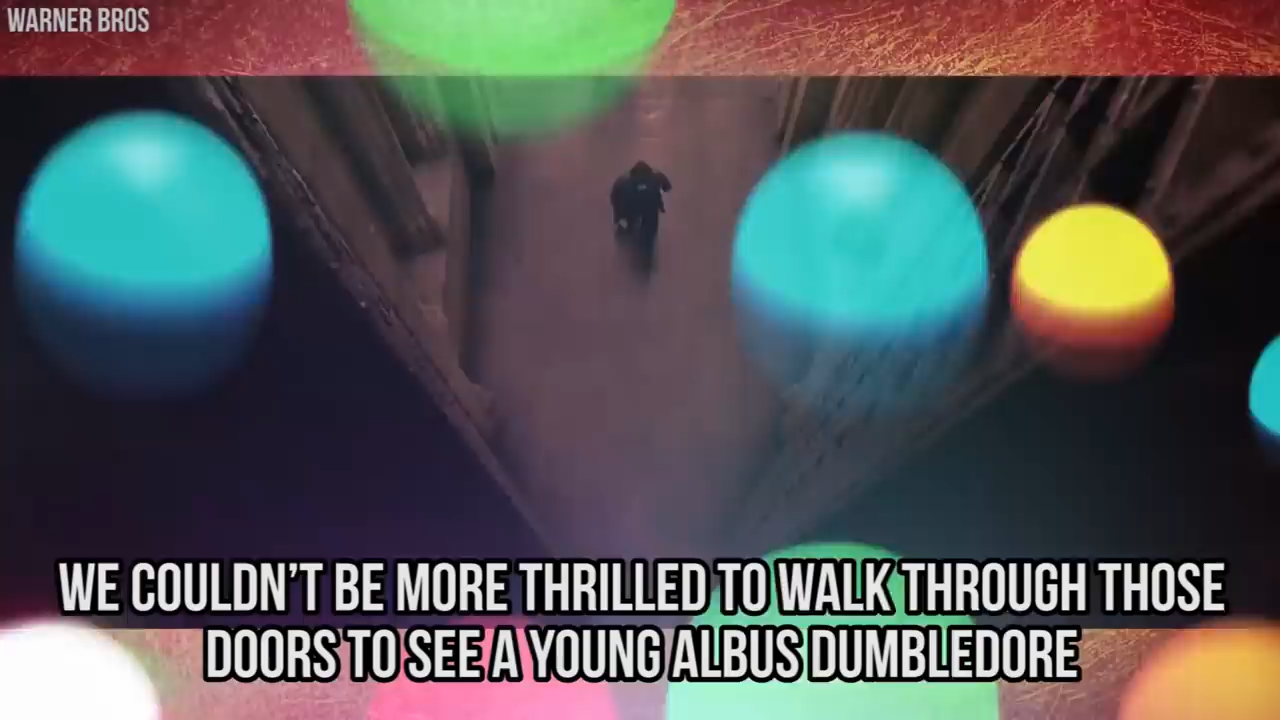 WARNER BROS
WE COULDN'T BE MORE THRILLED TO WALK THROUGH THOSE
DOORS TO SEE A YOUNG ALBUS DUMBLEDORE